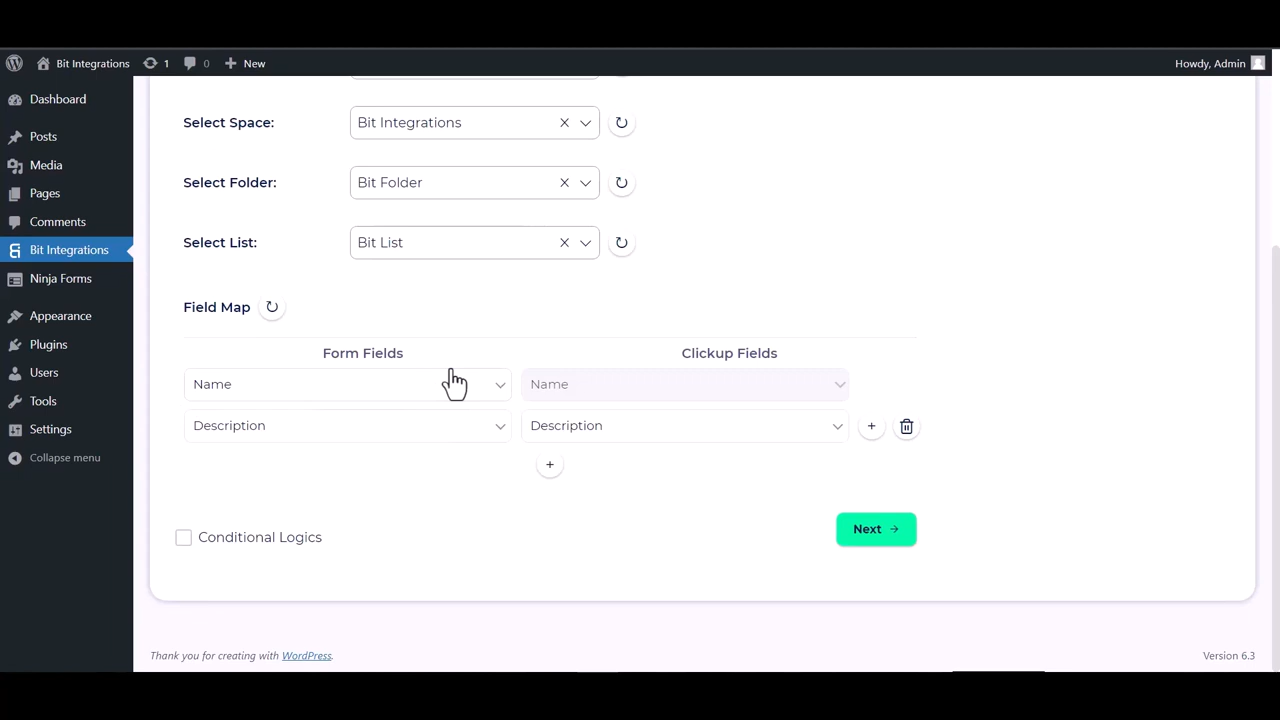 Bit Integrations 1 0 New Howdy, Admin
Dashboard
Posts
Media
Pages
Comments
Bit Integrations
Ninja Forms
Appearance
Plugins
Users
Tools
Settings
Collapse menu
Select Space: Bit Integrations
Select Folder: Bit Folder
Select List: Bit List
Field Map
Form Fields Clickup Fields
Name Name
Description Description
Conditional Logics
Next
Thank you for creating with WordPress. Version 6.3